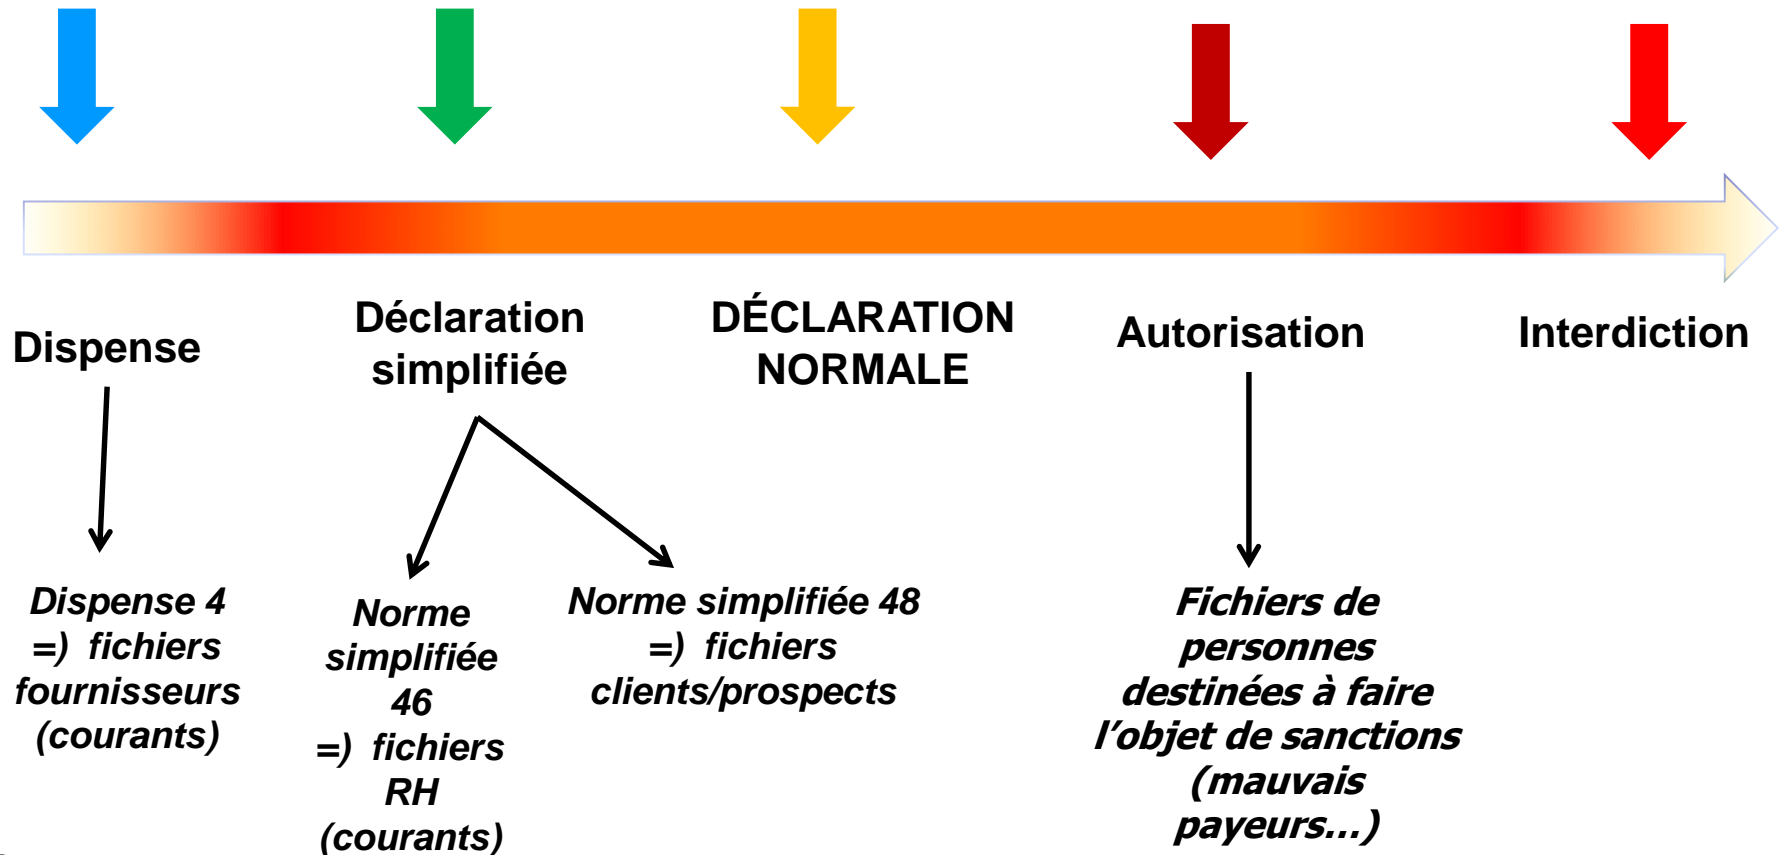 Dispense
Déclaration
simplifiée
DÉCLARATION
NORMALE
Autorisation
Interdiction
Dispense 4
=) fichiers
fournisseurs
(courants)
Norme
simplifiée
46
=) fichiers
RH
(courants)
Norme simplifiée 48
=) fichiers
clients/prospects
Fichiers de
personnes
destinées à faire
l’objet de sanctions
(mauvais
payeurs...)